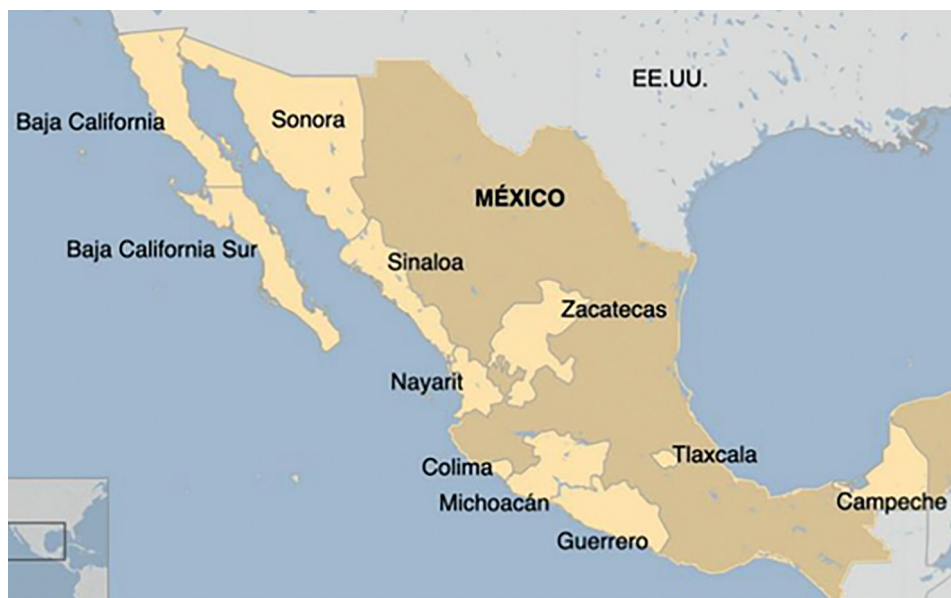 EE.UU.
Baja California
Sonora
MÉXICO
Baja California Sur
Sinaloa
Zacatecas
Nayarit
Tlaxcala
Colima
Michoacán
Campeche
Guerrero